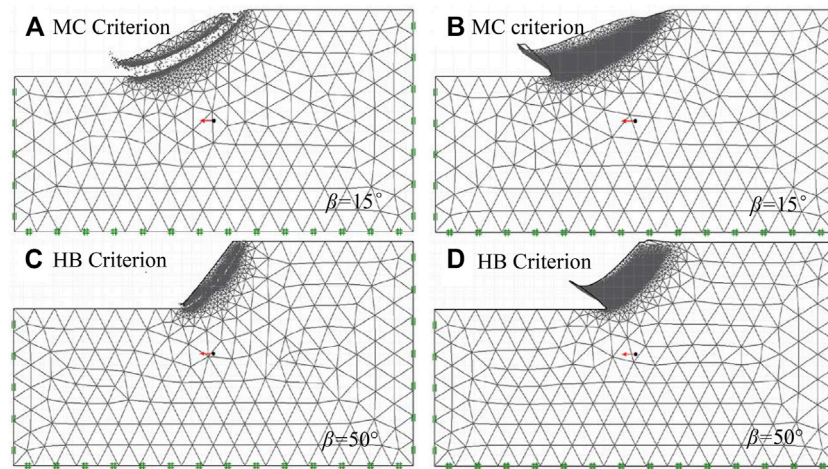 A MC Criterion
β=15°
B MC criterion
β=15°
C HB Criterion
β=50°
D HB Criterion
β=50°